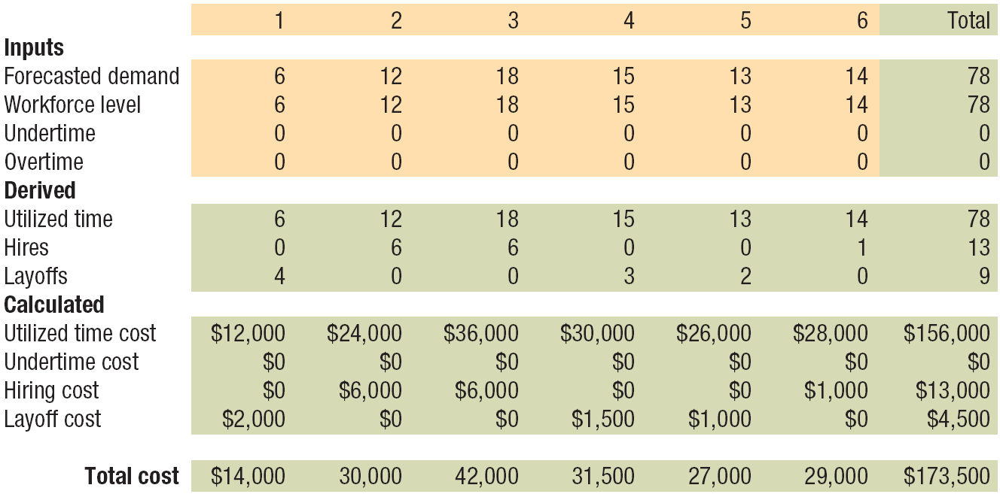 1 2 3 4 5 6 Total
Inputs
Forecasted demand 6 12 18 15 13 14 78
Workforce level 6 12 18 15 13 14 78
Undertime 0 0 0 0 0 0 0
Overtime 0 0 0 0 0 0 0
Derived
Utilized time 6 12 18 15 13 14 78
Hires 0 6 6 0 0 1 13
Layoffs 4 0 0 3 2 0 9
Calculated
Utilized time cost $12,000 $24,000 $36,000 $30,000 $26,000 $28,000 $156,000
Undertime cost $0 $0 $0 $0 $0 $0 $0
Hiring cost $0 $6,000 $6,000 $0 $0 $1,000 $13,000
Layoff cost $2,000 $0 $0 $1,500 $1,000 $0 $4,500
Total cost $14,000 30,000 42,000 31,500 27,000 29,000 $173,500